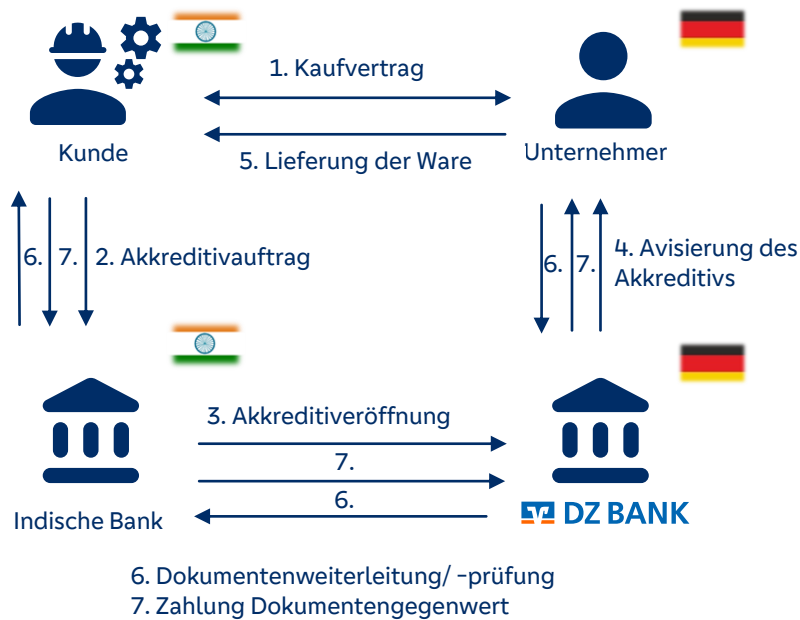 1. Kaufvertrag
Kunde
5. Lieferung der Ware
Unternehmer
6.
7.
2. Akkreditivauftrag
6.
7.
4. Avisierung des
Akkreditivs
3. Akkreditiveröffnung
7.
6.
Indische Bank
DZ BANK
6. Dokumentenweiterleitung/ -prüfung
7. Zahlung Dokumentengegenwert